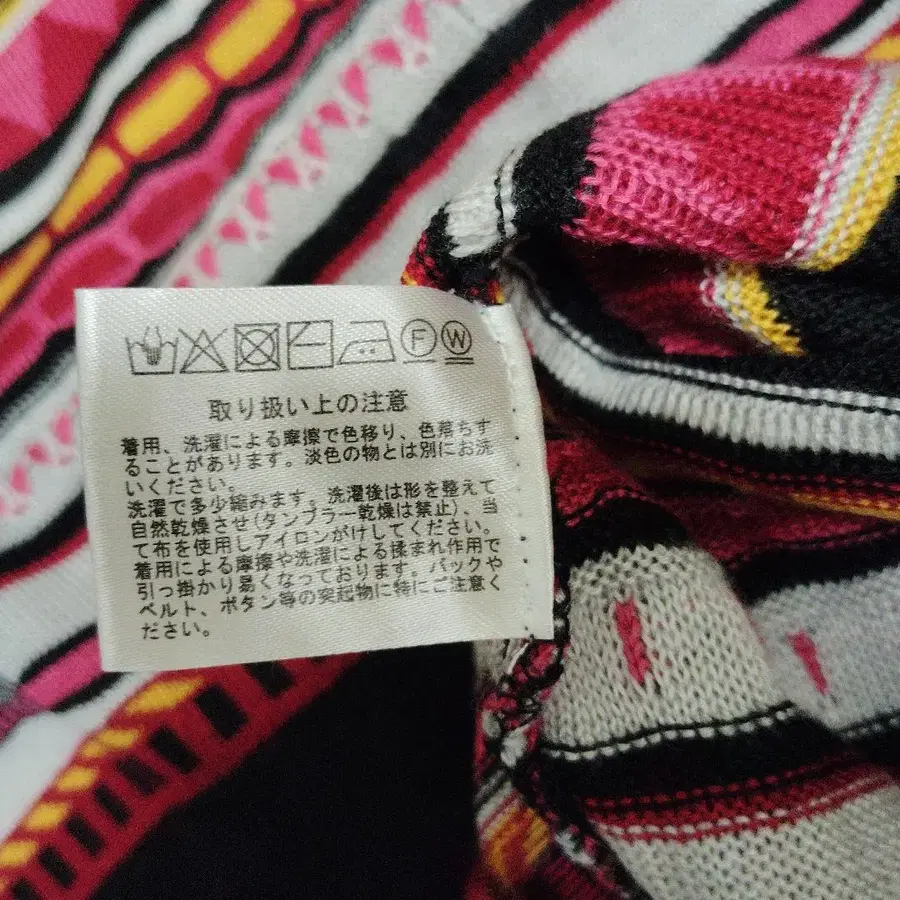 F W
取り扱い上の注意
着用、洗濯による摩擦で色移り、色落ちす
ることがあります。淡色の物とは別にお洗
いください。
洗濯で多少縮みます。洗濯後は形を整えて
自然乾燥させ(タンブラー乾燥は禁止)、当
て布を使用しアイロンがけしてください。
着用による摩擦や洗濯による揉まれ作用で
引っ掛かり易くなっております。バックや
ベルト、ボタン等の突起物に特にご注意く
ださい。